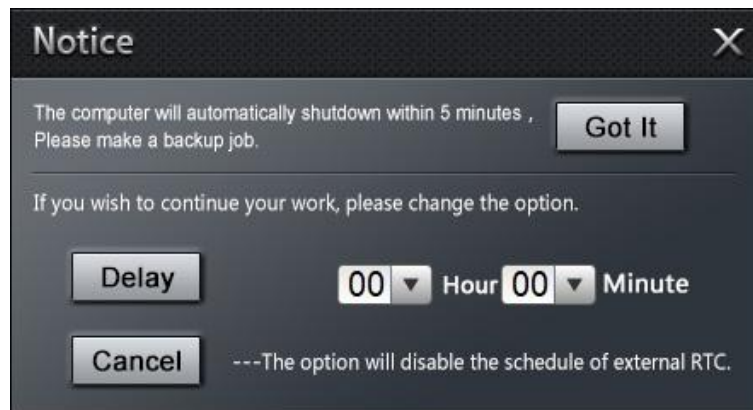 Notice
The computer will automatically shutdown within 5 minutes ,
Please make a backup job.
Got It
If you wish to continue your work, please change the option.
Delay
00 Hour 00 Minute
Cancel
---The option will disable the schedule of external RTC.